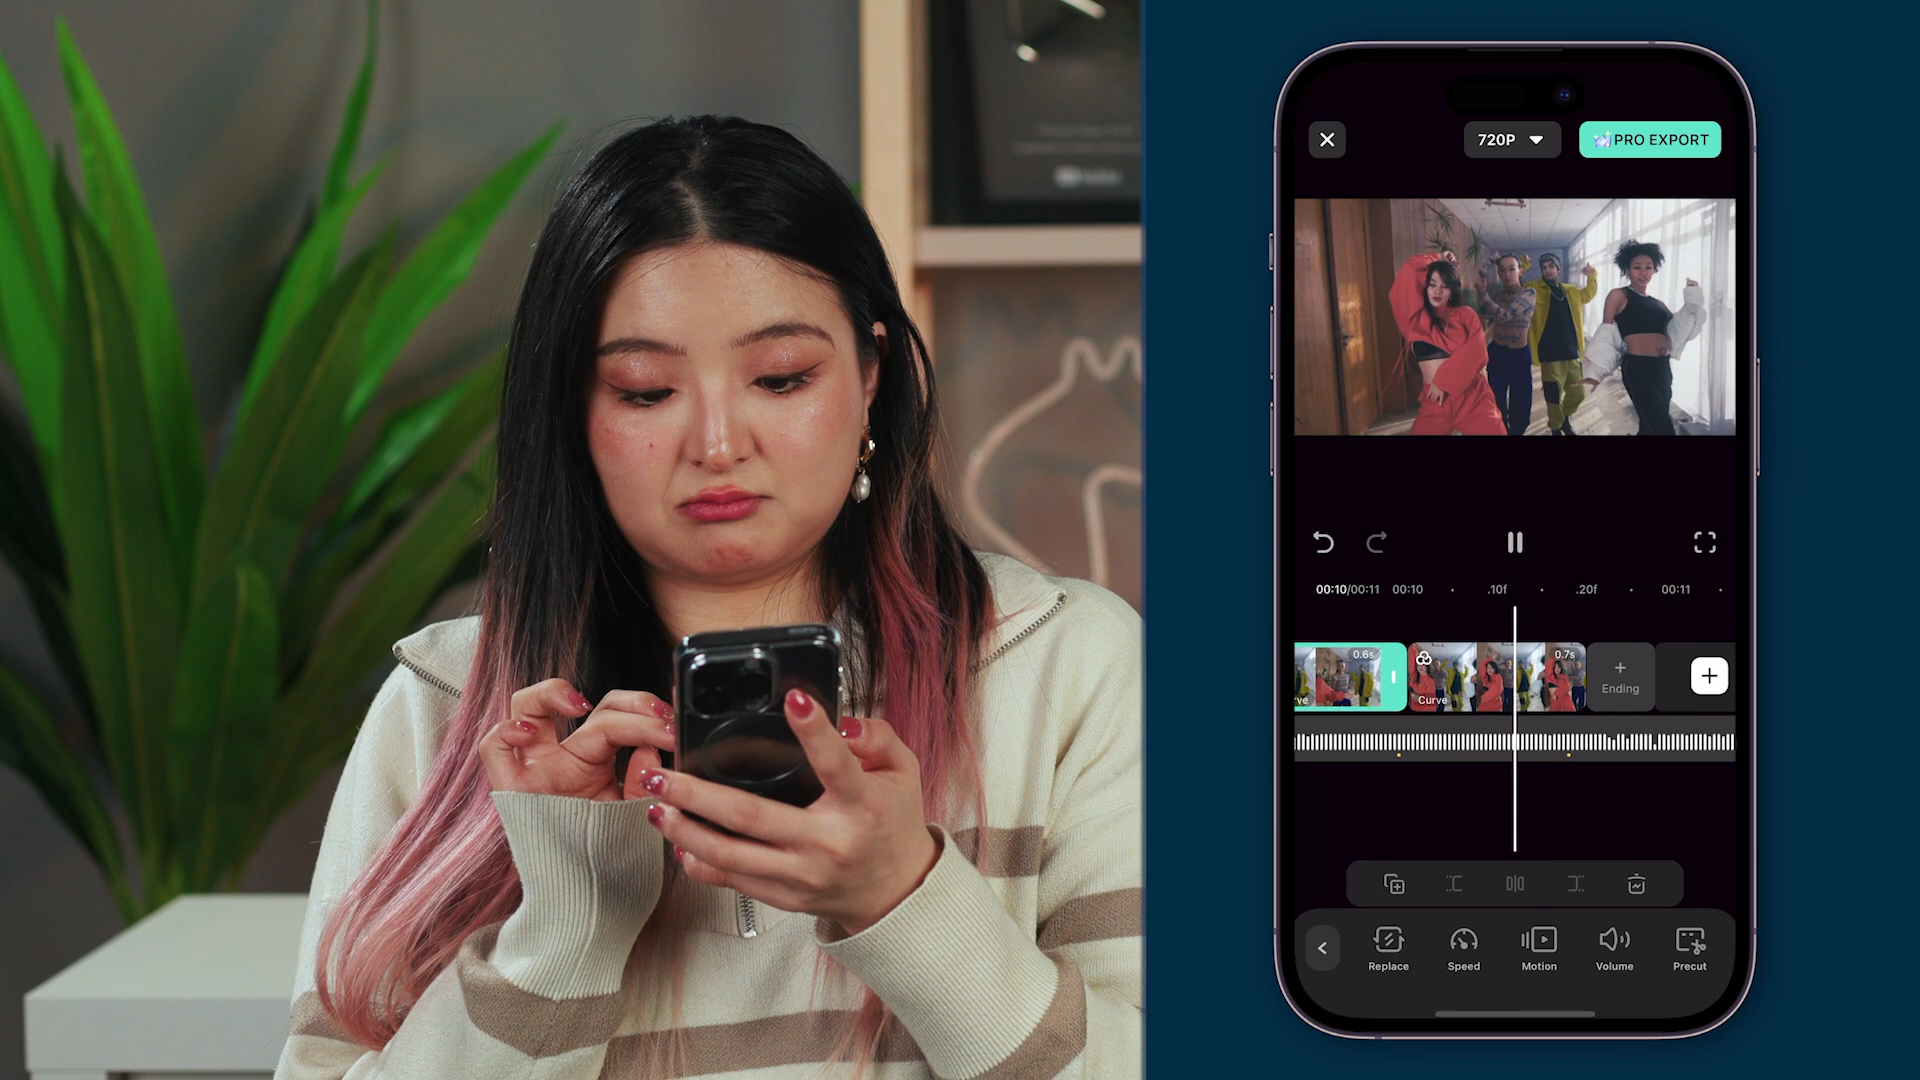 720P
PRO EXPORT
00:10/00:11 00:10 .10f .20f 00:11
0.6s
0.7s
ve
Curve
Ending
Replace
Speed
Motion
Volume
Precut